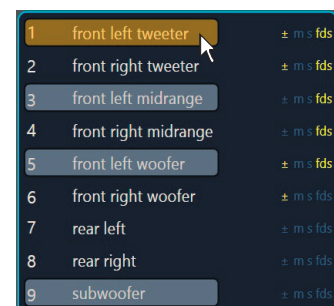 1 front left tweeter ± m s fds
2 front right tweeter ± m s fds
3 front left midrange ± m s fds
4 front right midrange ± m s fds
5 front left woofer ± m s fds
6 front right woofer ± m s fds
7 rear left ± m s fds
8 rear right ± m s fds
9 subwoofer ± m s fds